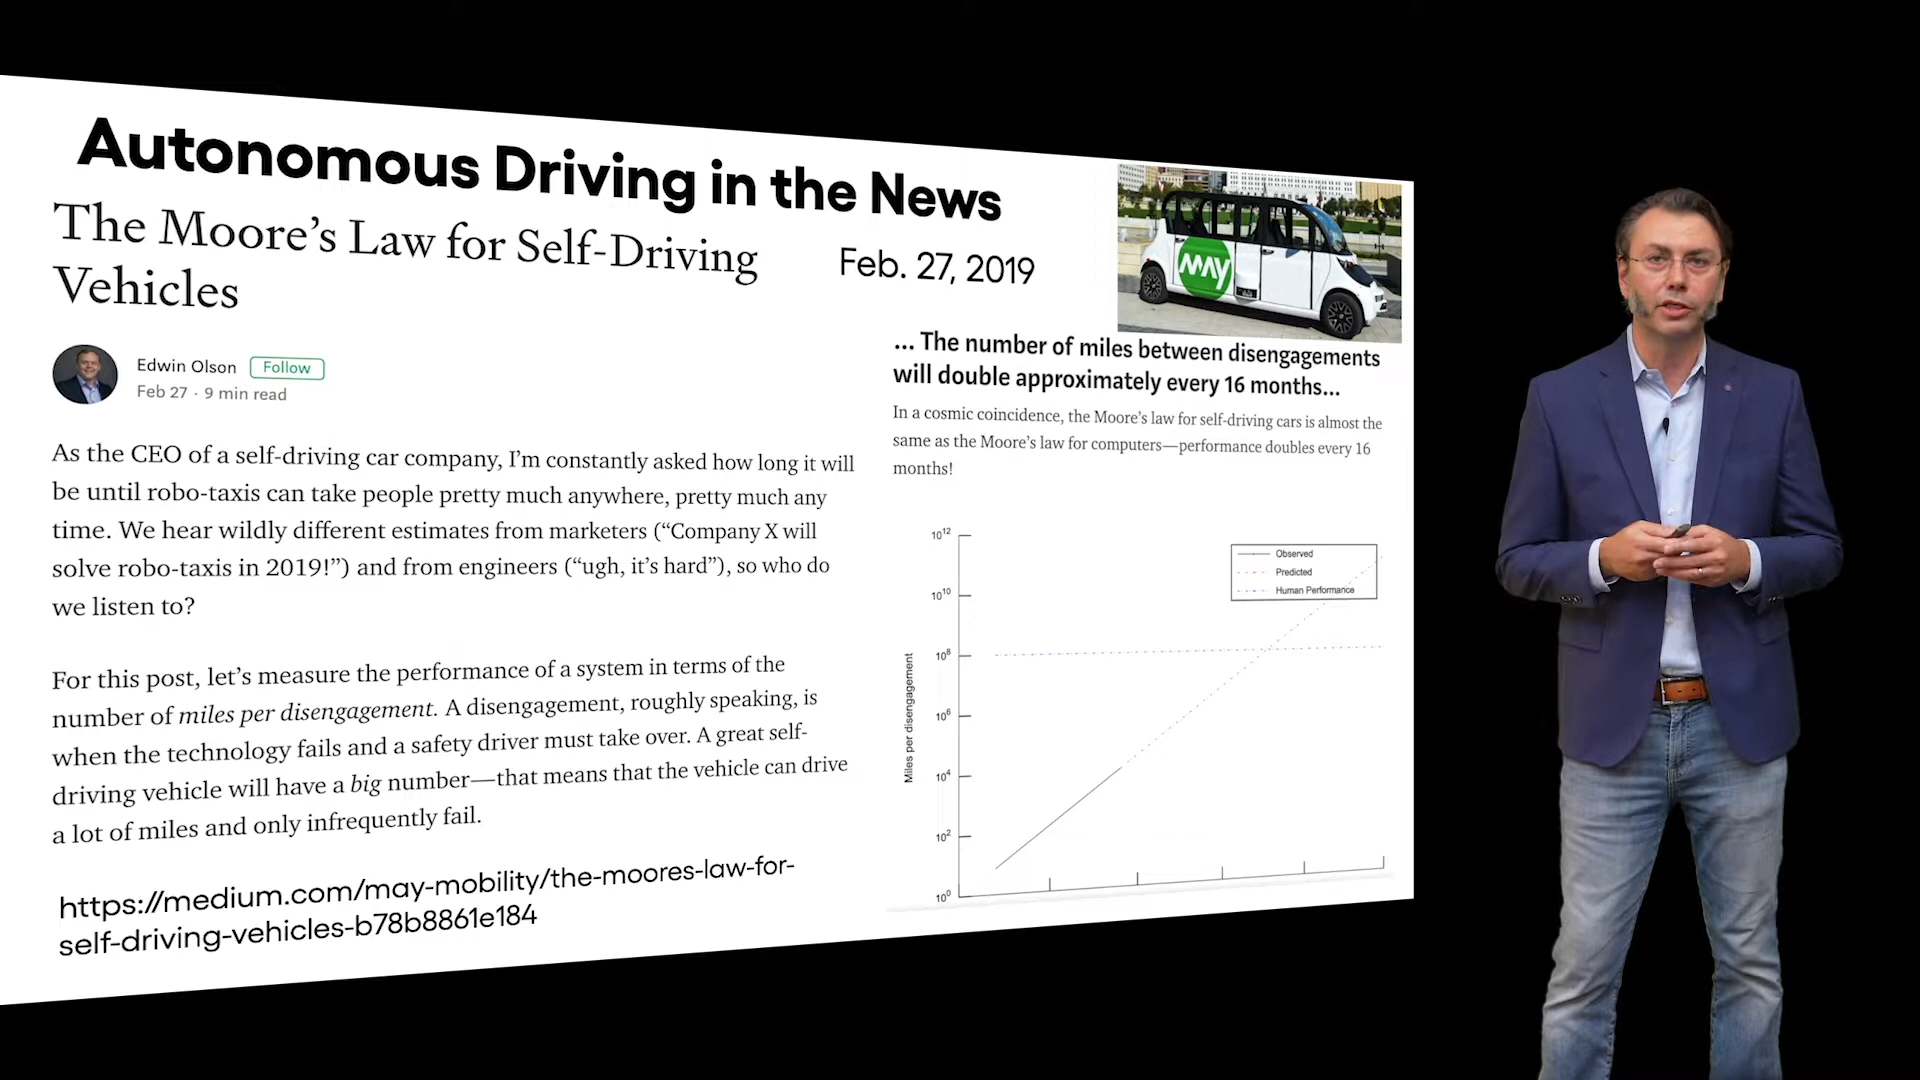 Autonomous Driving in the News
The Moore's Law for Self-Driving
Vehicles
Feb. 27, 2019
Edwin Olson Follow
Feb 27 · 9 min read
As the CEO of a self-driving car company, I'm constantly asked how long it will
be until robo-taxis can take people pretty much anywhere, pretty much any
time. We hear wildly different estimates from marketers (“Company X will
solve robo-taxis in 2019!”) and from engineers (“ugh, it's hard”), so who do
we listen to?
For this post, let's measure the performance of a system in terms of the
number of miles per disengagement. A disengagement, roughly speaking, is
when the technology fails and a safety driver must take over. A great self-
driving vehicle will have a big number—that means that the vehicle can drive
a lot of miles and only infrequently fail.
https://medium.com/may-mobility/the-moores-law-for-
self-driving-vehicles-b78b8861e184
MAY
... The number of miles between disengagements
will double approximately every 16 months...
In a cosmic coincidence, the Moore's law for self-driving cars is almost the
same as the Moore's law for computers—performance doubles every 16
months!
Observed
Predicted
Human Performance
Miles per disengagement
10¹²
10¹⁰
10⁸
10⁶
10⁴
10²
10⁰